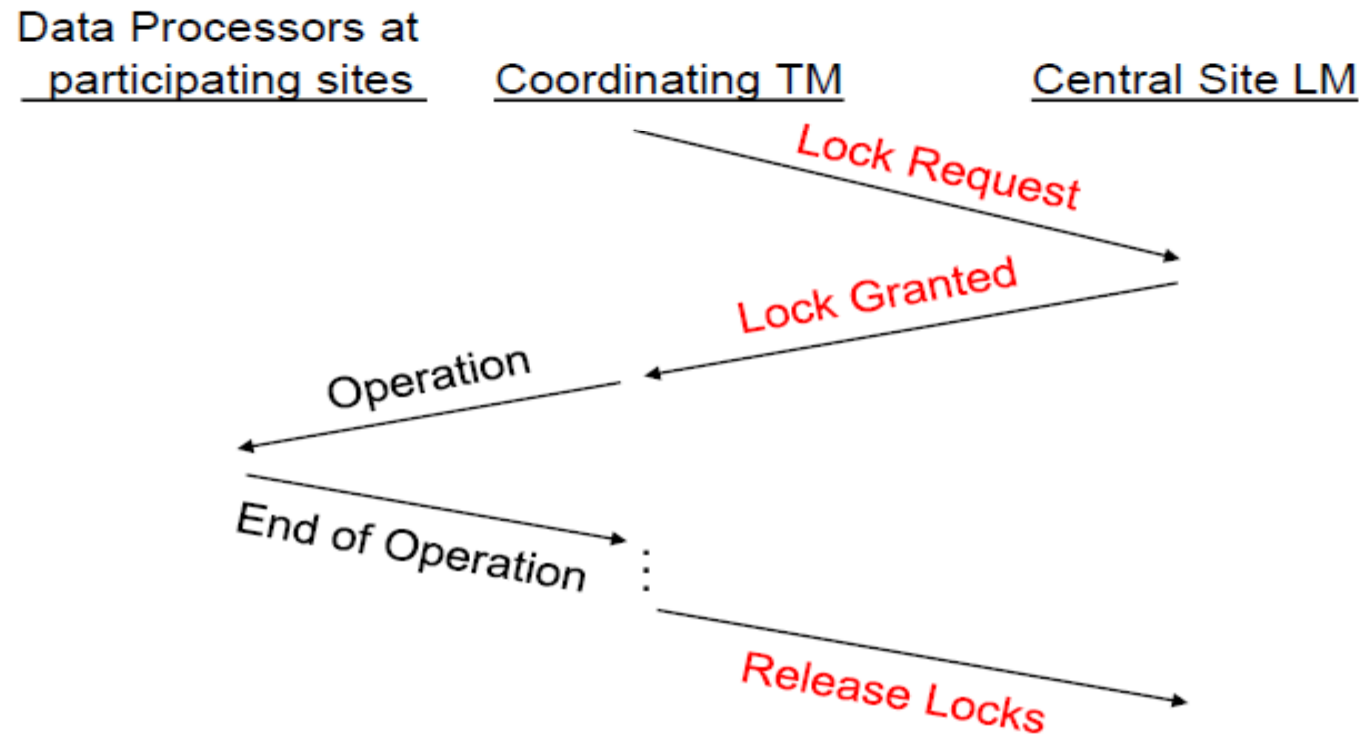 Data Processors at
participating sites
Coordinating TM
Central Site LM
Lock Request
Lock Granted
Operation
End of Operation
Release Locks